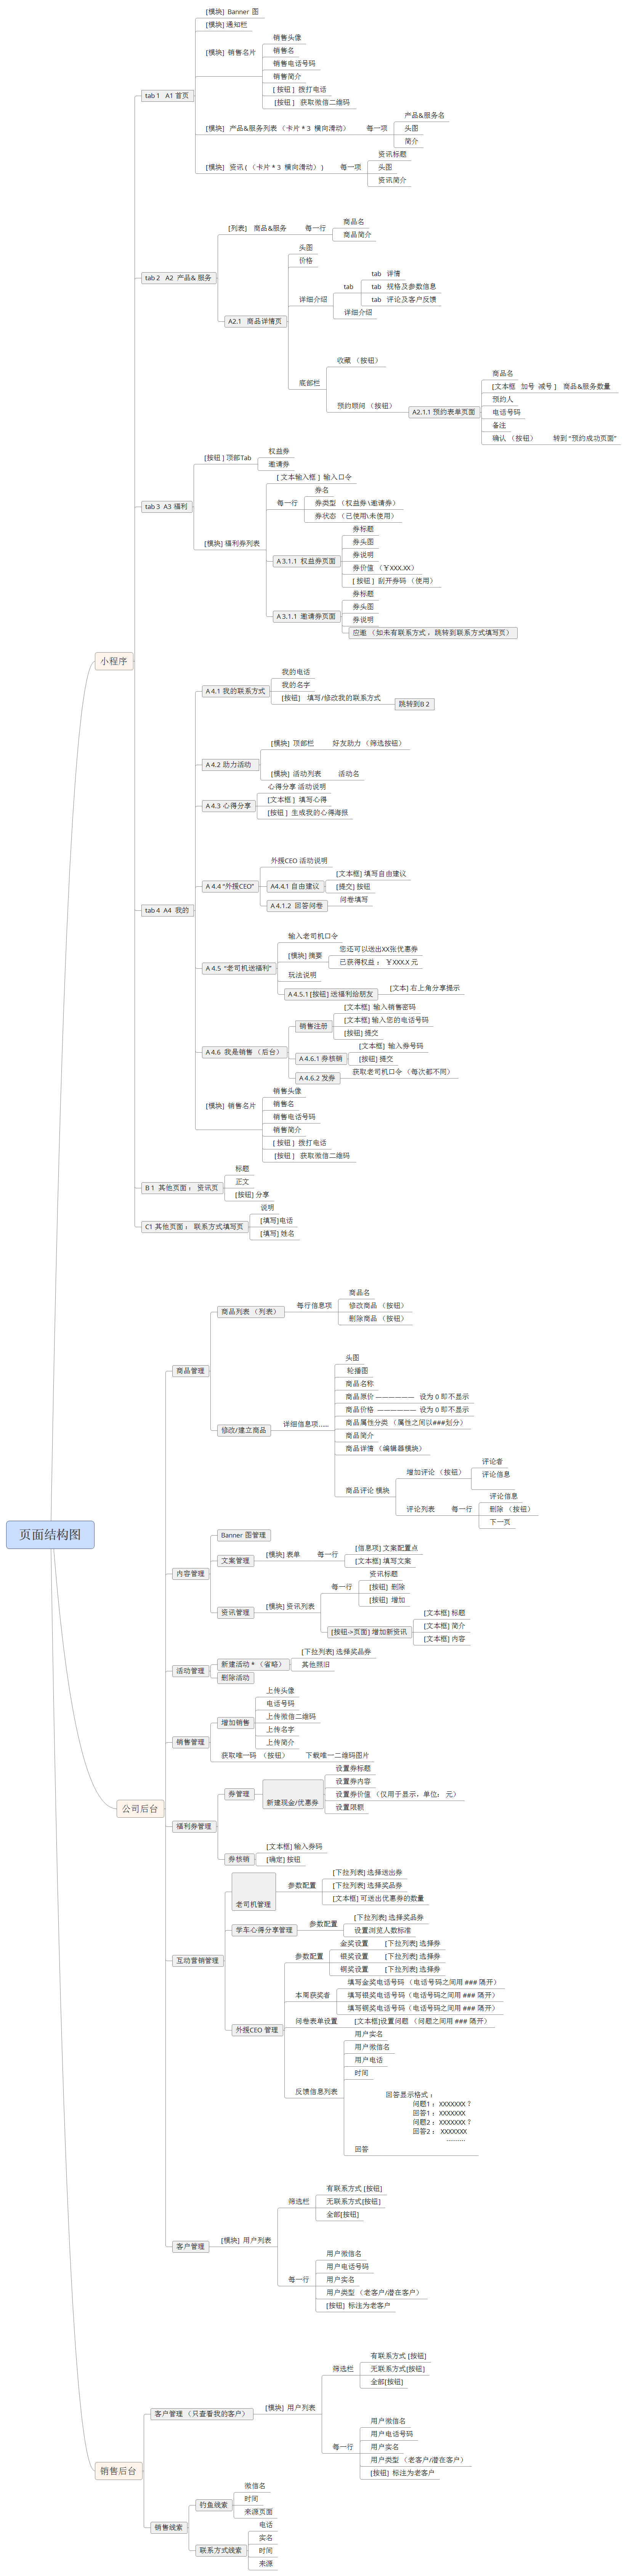 页面结构图
小程序
tab 1 A1 首页
[模块] Banner 图
[模块] 通知栏
[模块] 销售名片
销售头像
销售名
销售电话号码
销售简介
[ 按钮 ] 拨打电话
[按钮 ] 获取微信二维码
[模块] 产品&服务列表 （卡片 * 3 横向滑动）
每一项
产品&服务名
头图
简介
[模块] 资讯 ( （卡片 * 3 横向滑动） )
每一项
资讯标题
头图
资讯简介
tab 2 A2 产品& 服务
[列表] 商品&服务
每一行
商品名
商品简介
A2.1 商品详情页
头图
价格
详细介绍
tab
tab 详情
tab 规格及参数信息
tab 评论及客户反馈
详细介绍
底部栏
收藏 （按钮）
预约顾问 （按钮）
A2.1.1 预约表单页面
商品名
[文本框 加号 减号 ] 商品&服务数量
预约人
电话号码
备注
确认 （按钮）
转到 “预约成功页面”
tab 3 A3 福利
[按钮 ] 顶部Tab
权益券
邀请券
[模块] 福利券列表
[ 文本输入框 ] 输入口令
每一行
券名
券类型 （权益券 \邀请券）
券状态 （已使用\未使用）
A 3.1.1 权益券页面
券标题
券头图
券说明
券价值 （￥XXX.XX）
[ 按钮 ] 刮开券码 （使用）
A 3.1.1 邀请券页面
券标题
券头图
券说明
应邀 （如未有联系方式 ，跳转到联系方式填写页）
tab 4 A4 我的
A 4.1 我的联系方式
我的电话
我的名字
[按钮] 填写/修改我的联系方式
跳转到B 2
A 4.2 助力活动
[模块] 顶部栏
好友助力 （筛选按钮）
[模块] 活动列表
活动名
A 4.3 心得分享
心得分享 活动说明
[文本框 ] 填写心得
[按钮 ] 生成我的心得海报
A 4.4 “外援CEO”
外援CEO 活动说明
A4.4.1 自由建议
[文本框] 填写自由建议
[提交] 按钮
A 4.1.2 回答问卷
问卷填写
A 4.5 “老司机送福利”
输入老司机口令
[模块] 摘要
您还可以送出XX张优惠券
已获得权益 ： ￥XXX.X 元
玩法说明
A 4.5.1 [按钮] 送福利给朋友
[文本] 右上角分享提示
A 4.6 我是销售 （后台）
销售注册
[文本框] 输入销售密码
[文本框] 输入您的电话号码
[按钮] 提交
A 4.6.1 券核销
[文本框] 输入券号码
[按钮] 提交
A 4.6.2 发券
获取老司机口令 （每次都不同）
[模块] 销售名片
销售头像
销售名
销售电话号码
销售简介
[ 按钮 ] 拨打电话
[按钮 ] 获取微信二维码
B 1 其他页面 ： 资讯页
标题
正文
[按钮] 分享
C1 其他页面 ： 联系方式填写页
说明
[填写]电话
[填写] 姓名
公司后台
商品管理
商品列表 （列表）
每行信息项
商品名
修改商品 （按钮）
删除商品 （按钮）
修改/建立商品
详细信息项......
头图
轮播图
商品名称
商品原价 —————— 设为 0 即不显示
商品价格 —————— 设为 0 即不显示
商品属性分类 （属性之间以###划分）
商品简介
商品详情 （编辑器模块）
商品评论 模块
增加评论 （按钮）
评论者
评论信息
评论列表
每一行
评论信息
删除 （按钮）
下一页
内容管理
Banner 图管理
文案管理
[模块] 表单
每一行
[信息项] 文案配置点
[文本框] 填写文案
资讯管理
[模块] 资讯列表
每一行
资讯标题
[按钮] 删除
[按钮] 增加
[按钮->页面] 增加新资讯
[文本框] 标题
[文本框] 简介
[文本框] 内容
活动管理
新建活动 * （省略）
[下拉列表] 选择奖品券
其他照旧
删除活动
销售管理
增加销售
上传头像
电话号码
上传微信二维码
上传名字
上传简介
获取唯一码 （按钮）
下载唯一二维码图片
福利券管理
券管理
新建现金/优惠券
设置券标题
设置券内容
设置券价值 （仅用于显示，单位： 元）
设置限额
券核销
[文本框] 输入券码
[确定] 按钮
互动营销管理
老司机管理
参数配置
[下拉列表] 选择送出券
[下拉列表] 选择奖品券
[文本框] 可送出优惠券的数量
学车心得分享管理
参数配置
[下拉列表] 选择奖品券
设置浏览人数标准
外援CEO 管理
参数配置
金奖设置
[下拉列表] 选择券
银奖设置
[下拉列表] 选择券
铜奖设置
[下拉列表] 选择券
本周获奖者
填写金奖电话号码 （电话号码之间用 ### 隔开）
填写银奖电话号码（电话号码之间用 ### 隔开）
填写铜奖电话号码（电话号码之间用 ### 隔开）
问卷表单设置
[文本框]设置问题 （问题之间用 ### 隔开）
反馈信息列表
用户实名
用户微信名
用户电话
时间
回答
回答显示格式 ：
问题1 ：XXXXXXX ？
回答1 ：XXXXXXX
问题2 ：XXXXXXX ？
回答2 ： XXXXXXX
..........
客户管理
[模块] 用户列表
筛选栏
有联系方式 [按钮]
无联系方式[按钮]
全部[按钮]
每一行
用户微信名
用户电话号码
用户实名
用户类型 （老客户/潜在客户）
[按钮] 标注为老客户
销售后台
客户管理 （只查看我的客户）
[模块] 用户列表
筛选栏
有联系方式 [按钮]
无联系方式[按钮]
全部[按钮]
每一行
用户微信名
用户电话号码
用户实名
用户类型 （老客户/潜在客户）
[按钮] 标注为老客户
销售线索
钓鱼线索
微信名
时间
来源页面
联系方式线索
电话
实名
时间
来源